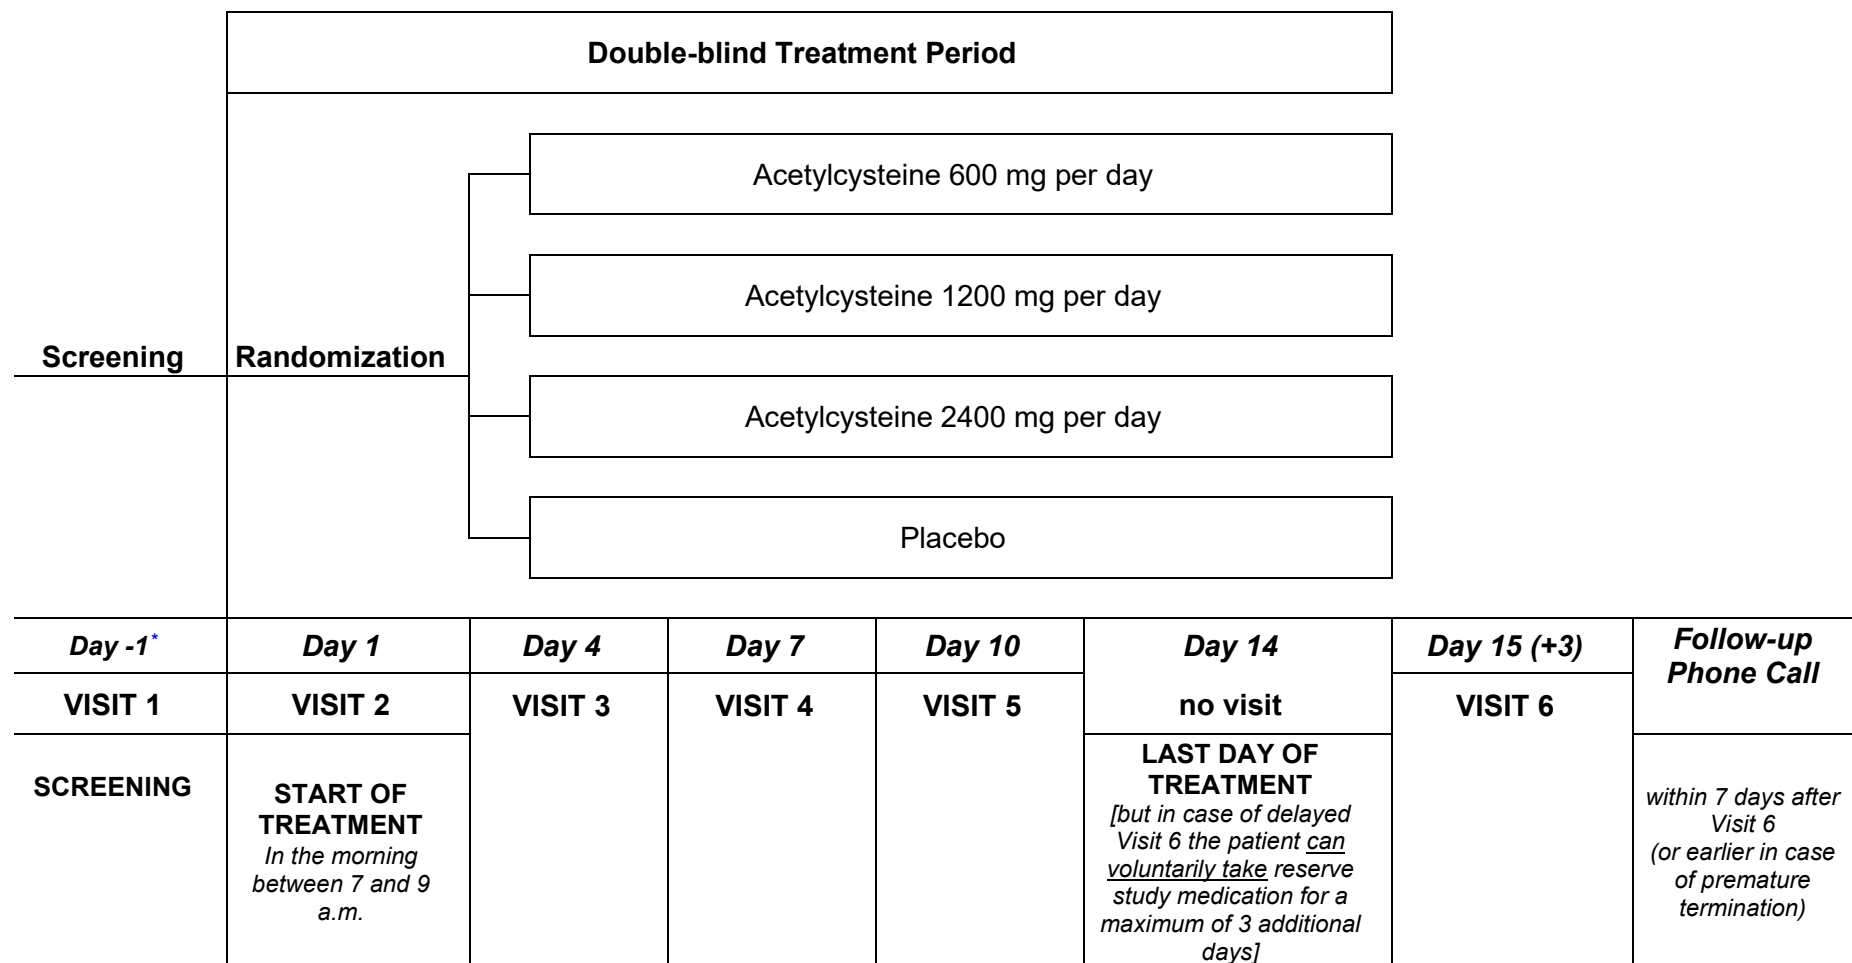 Double-blind Treatment Period
Acetylcysteine 600 mg per day
Acetylcysteine 1200 mg per day
Screening
Randomization
Acetylcysteine 2400 mg per day
Placebo
Day -1*
Day 1
Day 4
Day 7
Day 10
Day 14
Day 15 (+3)
Follow-up
Phone Call
VISIT 1
VISIT 2
VISIT 3
VISIT 4
VISIT 5
no visit
VISIT 6
SCREENING
START OF
TREATMENT
In the morning
between 7 and 9
a.m.
LAST DAY OF
TREATMENT
[but in case of delayed
Visit 6 the patient can
voluntarily take reserve
study medication for a
maximum of 3 additional
days]
within 7 days after
Visit 6
(or earlier in case
of premature
termination)